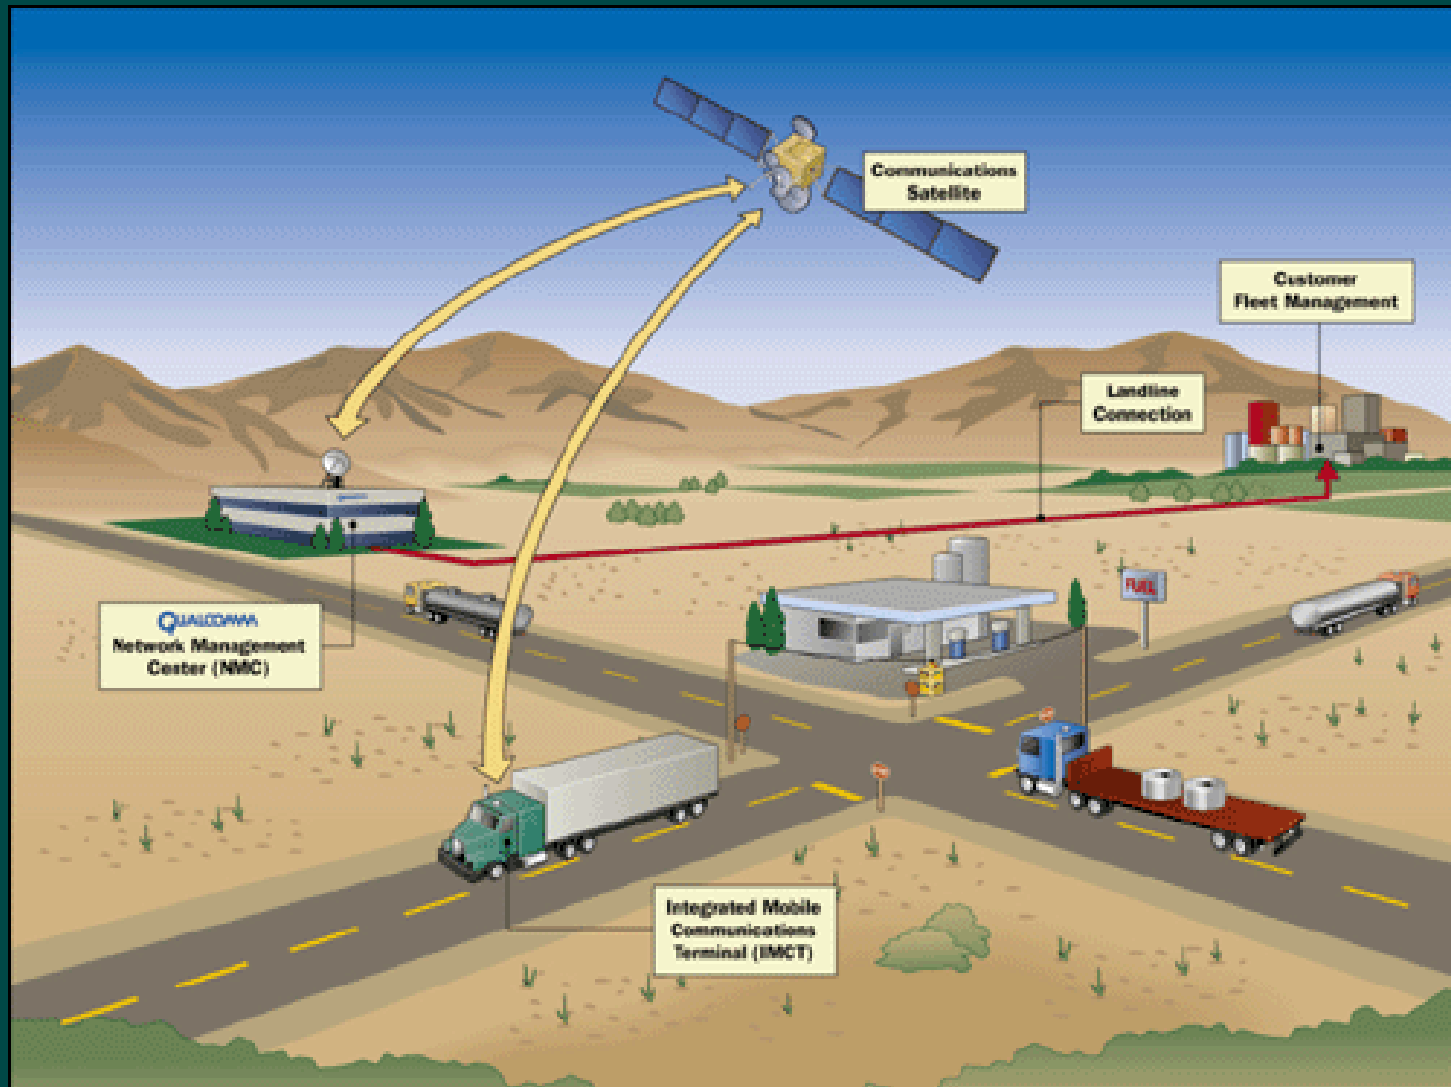 Communications
Satellite
Customer
Fleet Management
Landline
Connection
QUALCOMM
Network Management
Center (NMC)
FUEL
Integrated Mobile
Communications
Terminal (IMCT)